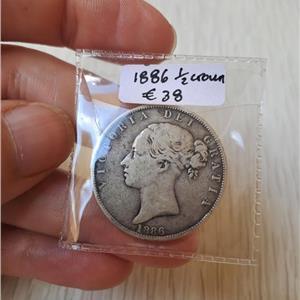 1886 ½ crown
€38
VICTORIA DEI GRATIA
1886